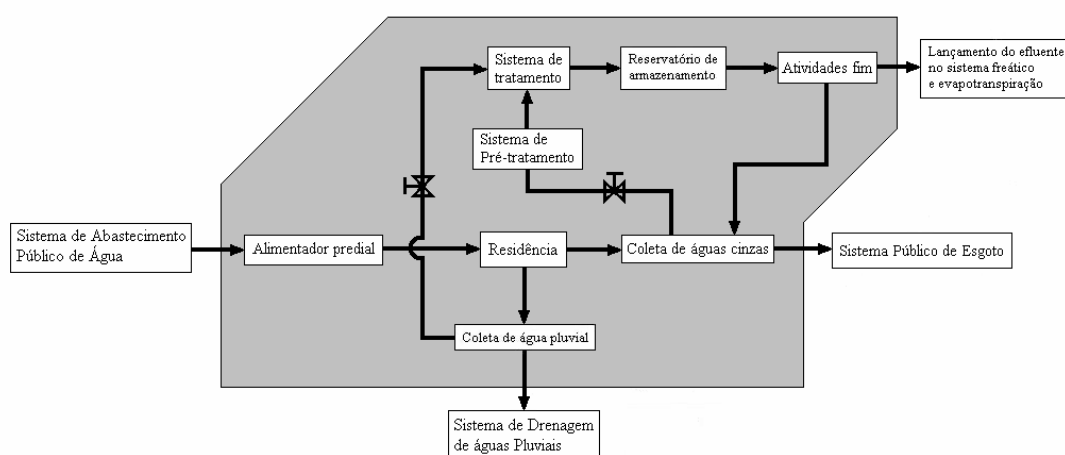 Sistema de
tratamento
Reservatório de
armazenamento
Atividades fim
Lançamento do efluente
no sistema freático
e evapotranspiração
Sistema de
Pré-tratamento
Sistema de Abastecimento
Público de Água
Alimentador predial
Residência
Coleta de águas cinzas
Sistema Público de Esgoto
Coleta de água pluvial
Sistema de Drenagem
de águas Pluviais